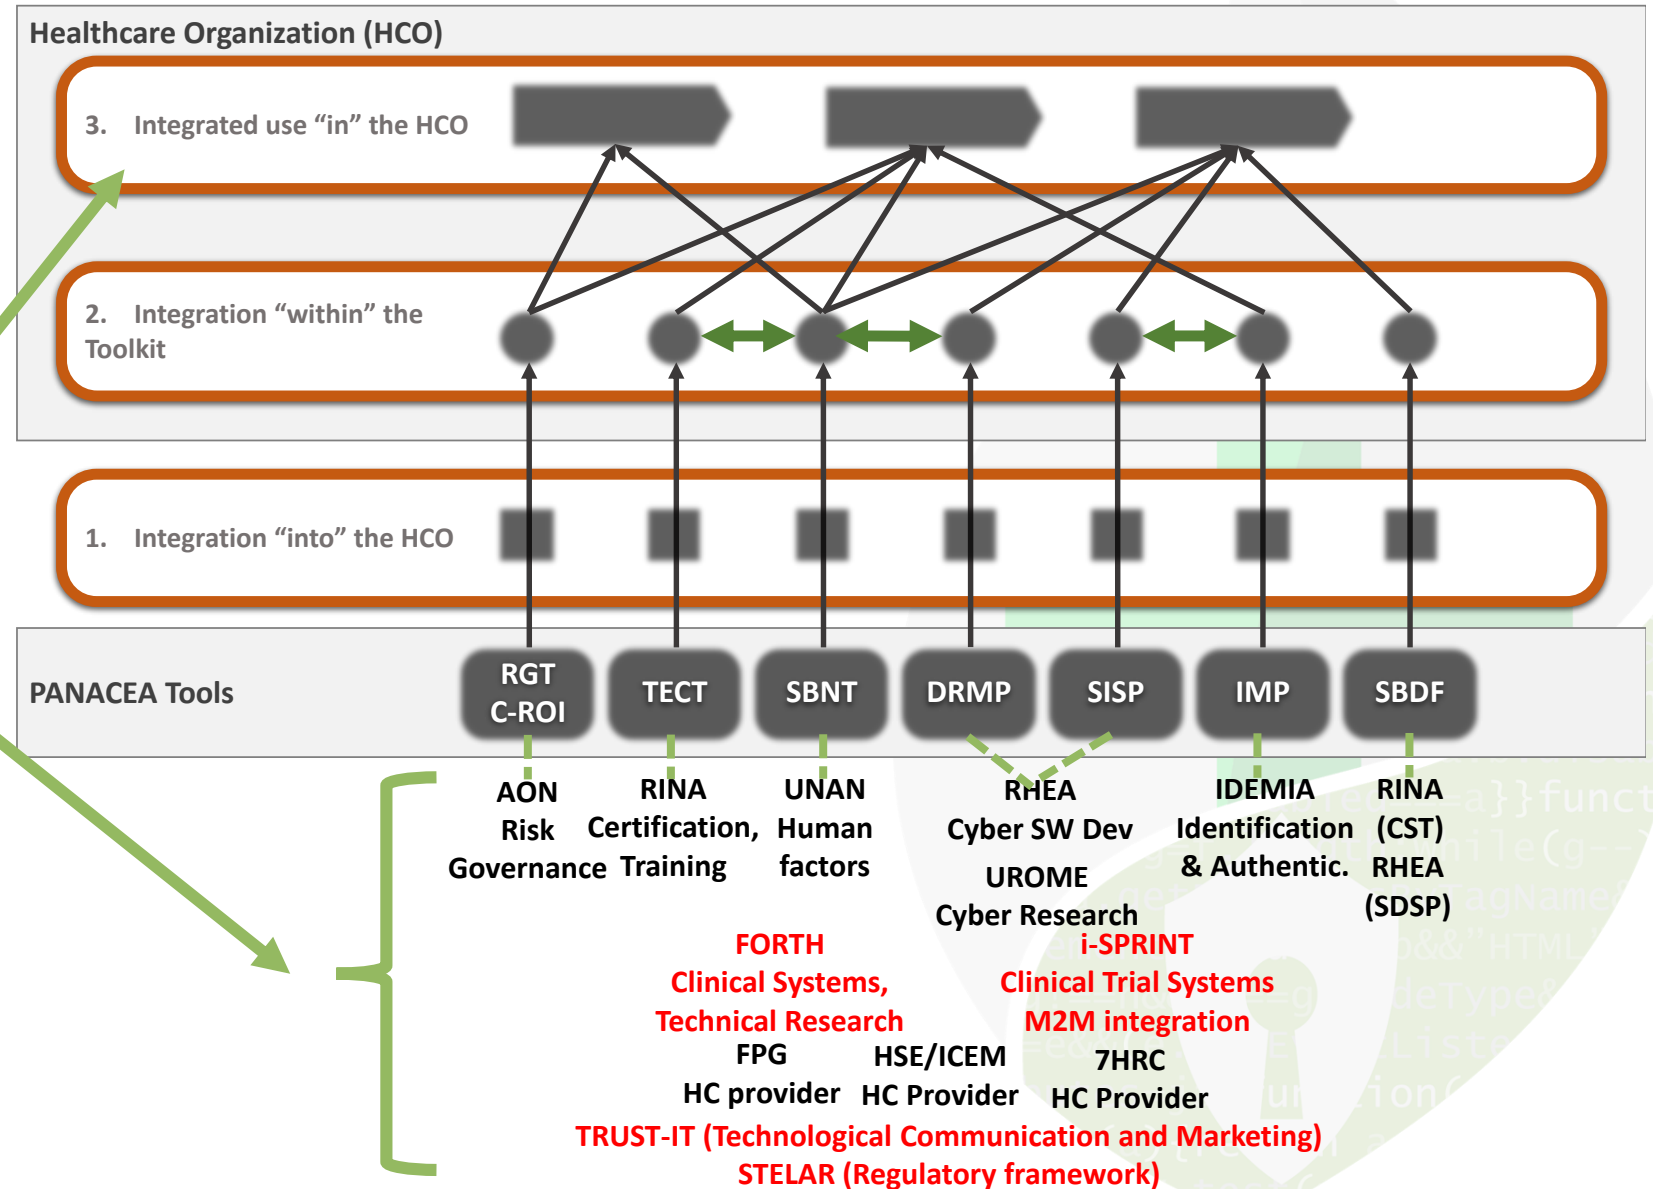 Healthcare Organization (HCO)
3. Integrated use “in” the HCO
2. Integration “within” the
Toolkit
1. Integration “into” the HCO
PANACEA Tools
RGT
C-ROI
TECT
SBNT
DRMP
SISP
IMP
SBDF
AON
Risk
Governance
RINA
Certification,
Training
UNAN
Human
factors
RHEA
Cyber SW Dev
UROME
Cyber Research
IDEMIA
Identification
& Authentic.
RINA
(CST)
RHEA
(SDSP)
FORTH
Clinical Systems,
Technical Research
i-SPRINT
Clinical Trial Systems
M2M integration
FPG
HC provider
HSE/ICEM
HC Provider
7HRC
HC Provider
TRUST-IT (Technological Communication and Marketing)
STELAR (Regulatory framework)